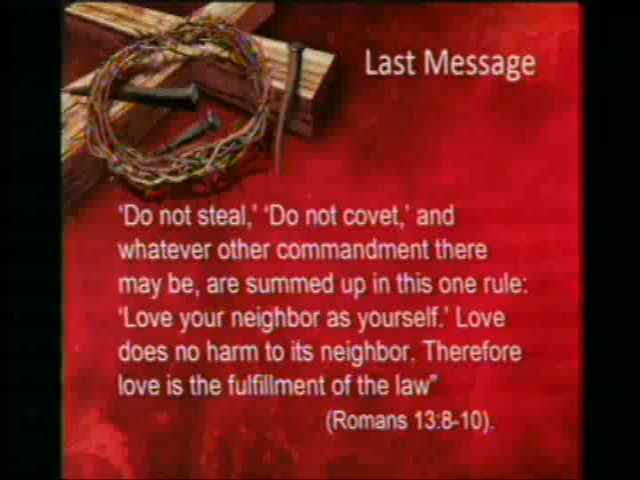 Last Message
‘Do not steal,’ ‘Do not covet,’ and
whatever other commandment there
may be, are summed up in this one rule:
‘Love your neighbor as yourself.’ Love
does no harm to its neighbor. Therefore
love is the fulfillment of the law”
(Romans 13:8-10).